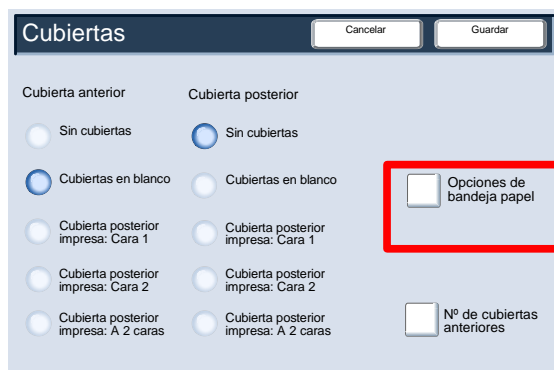 Cubiertas
Cancelar
Guardar
Cubierta anterior
Cubierta posterior
Sin cubiertas
Sin cubiertas
Cubiertas en blanco
Cubiertas en blanco
Opciones de
bandeja papel
Cubierta posterior
impresa: Cara 1
Cubierta posterior
impresa: Cara 1
Cubierta posterior
impresa: Cara 2
Cubierta posterior
impresa: Cara 2
Cubierta posterior
impresa: A 2 caras
Cubierta posterior
impresa: A 2 caras
Nº de cubiertas
anteriores